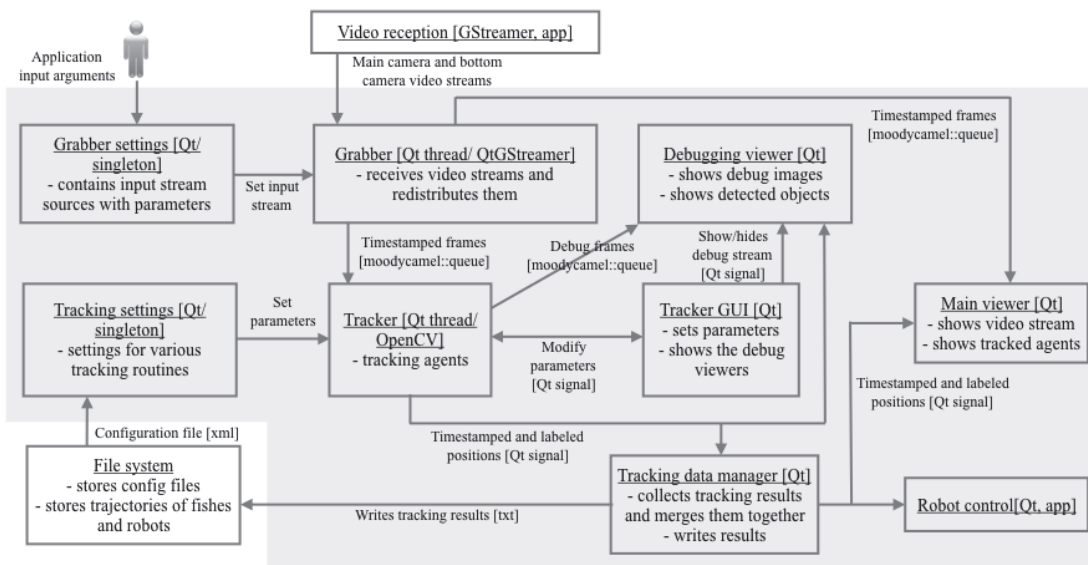 Application
input arguments
Video reception [GStreamer, app]
Main camera and bottom
camera video streams
Grabber settings [Qt/
singleton]
- contains input stream
sources with parameters
Set input
stream
Grabber [Qt thread/ QtGStreamer]
- receives video streams and
redistributes them
Debugging viewer [Qt]
- shows debug images
- shows detected objects
Timestamped frames
[moodycamel::queue]
Timestamped frames
[moodycamel::queue]
Debug frames
[moodycamel::queue]
Show/hides
debug stream
[Qt signal]
Tracking settings [Qt/
singleton]
- settings for various
tracking routines
Set
parameters
Tracker [Qt thread/
OpenCV]
- tracking agents
Modify
parameters
[Qt signal]
Tracker GUI [Qt]
- sets parameters
- shows the debug
viewers
Main viewer [Qt]
- shows video stream
- shows tracked agents
Timestamped and labeled
positions [Qt signal]
Configuration file [xml]
Timestamped and labeled
positions [Qt signal]
File system
- stores config files
- stores trajectories of fishes
and robots
Writes tracking results [txt]
Tracking data manager [Qt]
- collects tracking results
and merges them together
- writes results
Robot control[Qt, app]